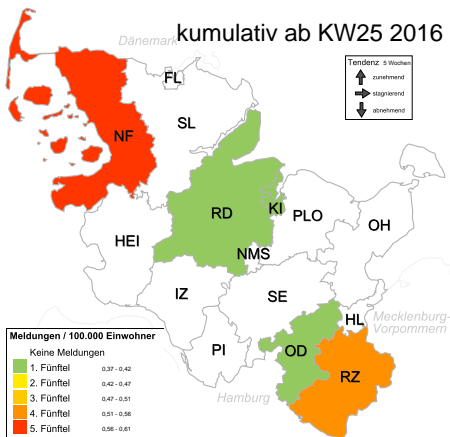 kumulativ ab KW25 2016
Dänemark
Tendenz 5 Wochen
zunehmend
stagnierend
abnehmend
FL
SL
NF
RD
KI
PLO
OH
HEI
NMS
IZ
SE
HL
Mecklenburg-
Vorpommern
PI
OD
RZ
Hamburg
Meldungen / 100.000 Einwohner
Keine Meldungen
1. Fünftel 0,37 - 0,42
2. Fünftel 0,42 - 0,47
3. Fünftel 0,47 - 0,51
4. Fünftel 0,51 - 0,56
5. Fünftel 0,56 - 0,61